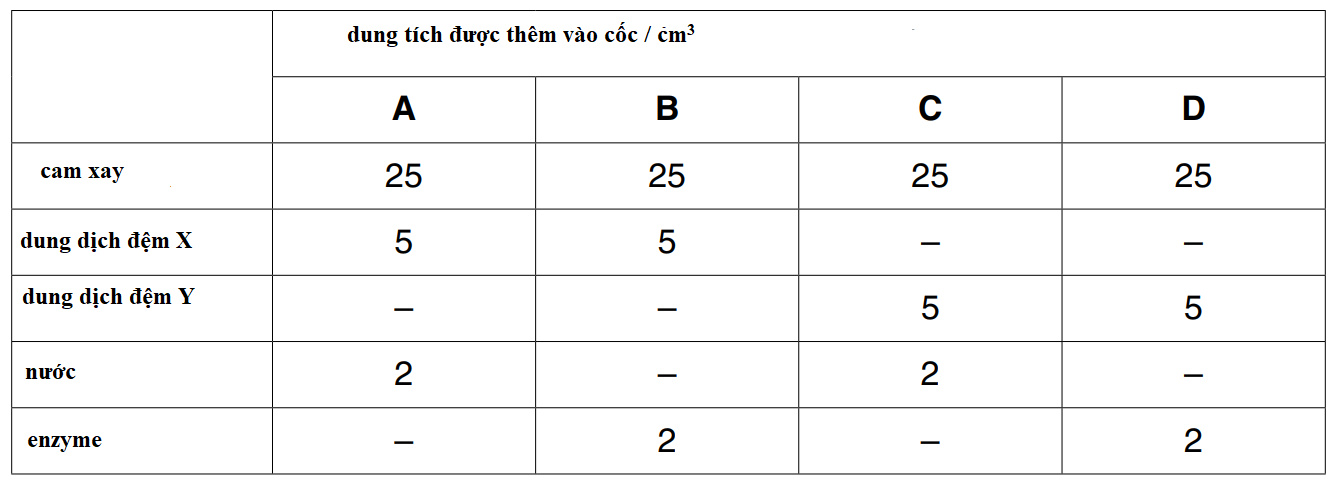 dung tích được thêm vào cốc / cm³
A B C D
cam xay 25 25 25 25
dung dịch đệm X 5 5 – –
dung dịch đệm Y – – 5 5
nước 2 – 2 –
enzyme – 2 – 2